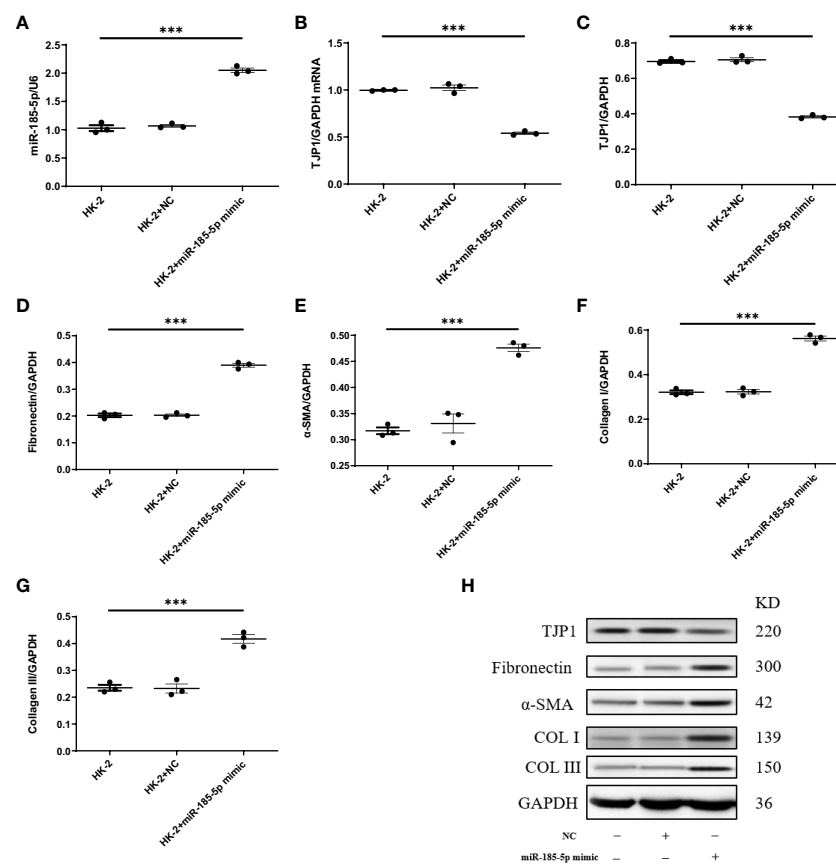 A
***
miR-185-5p/U6
2.5
2.0
1.5
1.0
0.5
0.0
HK-2
HK-2+NC
HK-2+miR-185-5p mimic
B
***
TJP1/GAPDH mRNA
1.5
1.0
0.5
0.0
HK-2
HK-2+NC
HK-2+miR-185-5p mimic
C
***
TJP1/GAPDH
0.8
0.6
0.4
0.2
0.0
HK-2
HK-2+NC
HK-2+miR-185-5p mimic
D
***
Fibronectin/GAPDH
0.5
0.4
0.3
0.2
0.1
0.0
HK-2
HK-2+NC
HK-2+miR-185-5p mimic
E
***
α-SMA/GAPDH
0.50
0.45
0.40
0.35
0.30
0.25
HK-2
HK-2+NC
HK-2+miR-185-5p mimic
F
***
Collagen I/GAPDH
0.6
0.4
0.2
0.0
HK-2
HK-2+NC
HK-2+miR-185-5p mimic
G
***
Collagen III/GAPDH
0.5
0.4
0.3
0.2
0.1
0.0
HK-2
HK-2+NC
HK-2+miR-185-5p mimic
H
KD
TJP1 220
Fibronectin 300
α-SMA 42
COL I 139
COL III 150
GAPDH 36
NC – + –
miR-185-5p mimic – – +